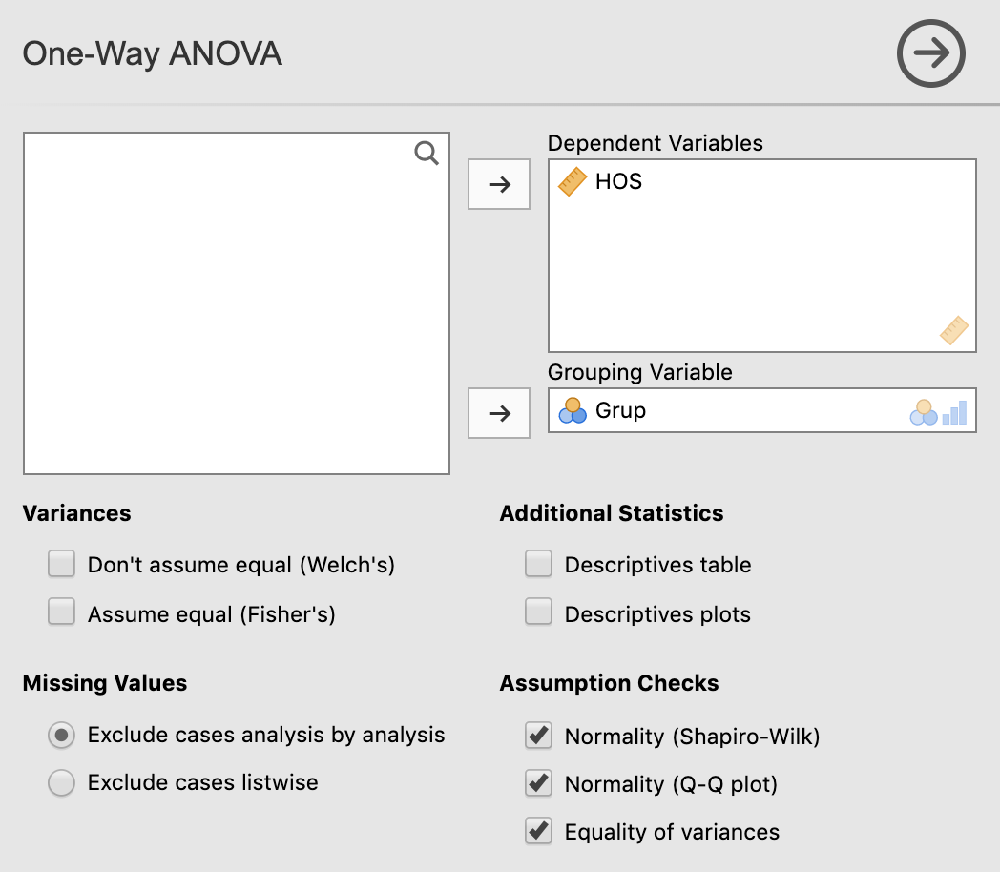 One-Way ANOVA
Dependent Variables
HOS
Grouping Variable
Grup
Variances
Don't assume equal (Welch's)
Assume equal (Fisher's)
Additional Statistics
Descriptives table
Descriptives plots
Missing Values
Exclude cases analysis by analysis
Exclude cases listwise
Assumption Checks
Normality (Shapiro-Wilk)
Normality (Q-Q plot)
Equality of variances